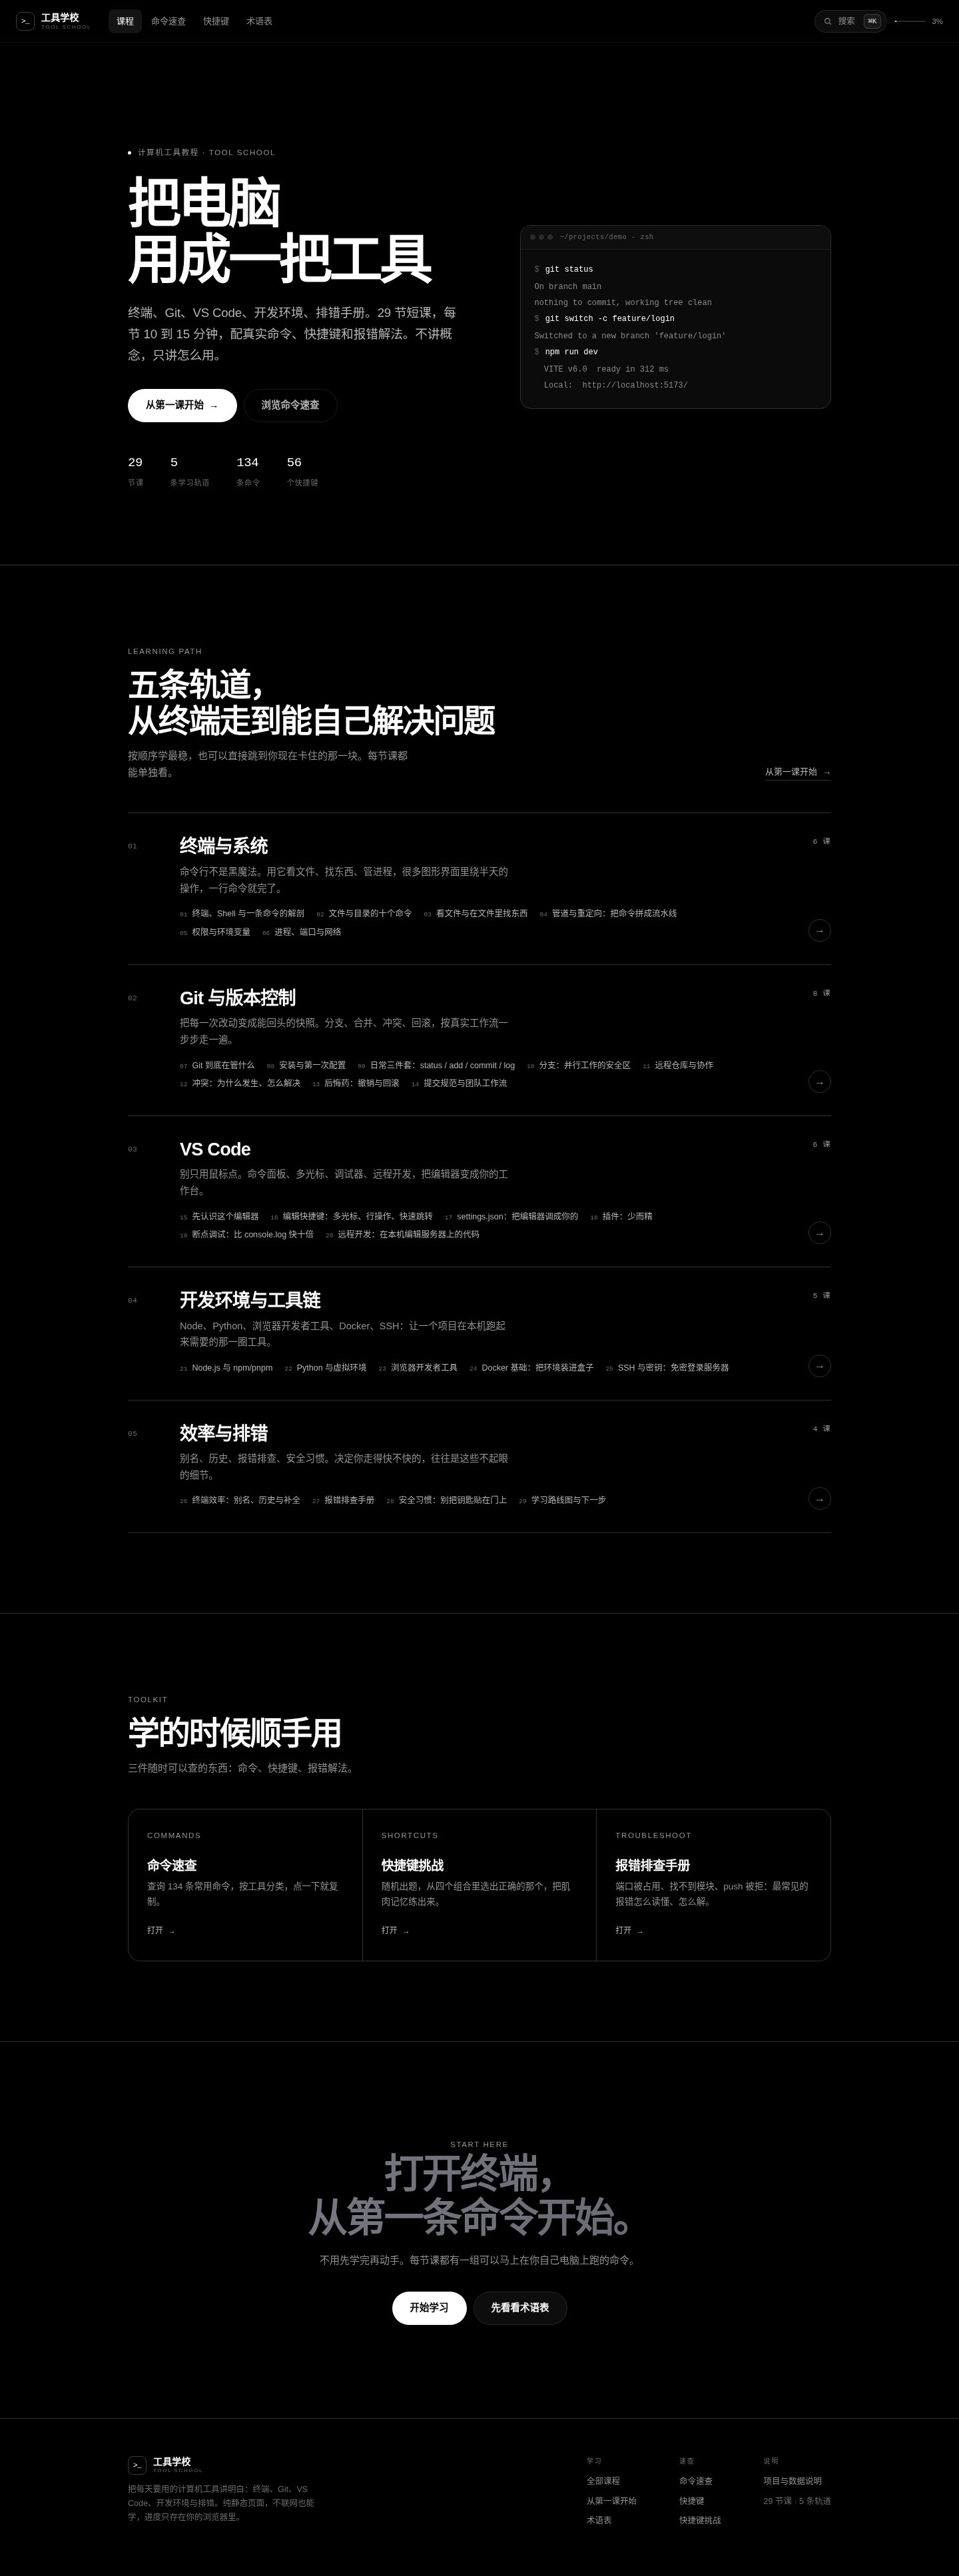 >_ 工具学校
TOOL SCHOOL
课程 命令速查 快捷键 术语表
搜索 ⌘K 3%
计算机工具教程 · TOOL SCHOOL
把电脑
用成一把工具
终端、Git、VS Code、开发环境、排错手册。29 节短课，每
节 10 到 15 分钟，配真实命令、快捷键和报错解法。不讲概
念，只讲怎么用。
从第一课开始 →
浏览命令速查
29 5 134 56
节课 条学习轨道 条命令 个快捷键
~/projects/demo — zsh
$ git status
On branch main
nothing to commit, working tree clean
$ git switch -c feature/login
Switched to a new branch 'feature/login'
$ npm run dev
VITE v6.0 ready in 312 ms
Local: http://localhost:5173/
LEARNING PATH
五条轨道，
从终端走到能自己解决问题
按顺序学最稳，也可以直接跳到你现在卡住的那一块。每节课都
能单独看。
从第一课开始 →
01 终端与系统 6 课
命令行不是黑魔法。用它看文件、找东西、管进程，很多图形界面里绕半天的
操作，一行命令就完了。
01 终端、Shell 与一条命令的解剖 02 文件与目录的十个命令 03 看文件与在文件里找东西 04 管道与重定向：把命令拼成流水线
05 权限与环境变量 06 进程、端口与网络 →
02 Git 与版本控制 8 课
把每一次改动变成能回头的快照。分支、合并、冲突、回滚，按真实工作流一
步步走一遍。
07 Git 到底在管什么 08 安装与第一次配置 09 日常三件套：status / add / commit / log 10 分支：并行工作的安全区 11 远程仓库与协作
12 冲突：为什么发生、怎么解决 13 后悔药：撤销与回滚 14 提交规范与团队工作流 →
03 VS Code 6 课
别只用鼠标点。命令面板、多光标、调试器、远程开发，把编辑器变成你的工
作台。
15 先认识这个编辑器 16 编辑快捷键：多光标、行操作、快速跳转 17 settings.json：把编辑器调成你的 18 插件：少而精
19 断点调试：比 console.log 快十倍 20 远程开发：在本机编辑服务器上的代码 →
04 开发环境与工具链 5 课
Node、Python、浏览器开发者工具、Docker、SSH：让一个项目在本机跑起
来需要的那一圈工具。
21 Node.js 与 npm/pnpm 22 Python 与虚拟环境 23 浏览器开发者工具 24 Docker 基础：把环境装进盒子 25 SSH 与密钥：免密登录服务器 →
05 效率与排错 4 课
别名、历史、报错排查、安全习惯。决定你走得快不快的，往往是这些不起眼
的细节。
26 终端效率：别名、历史与补全 27 报错排查手册 28 安全习惯：别把钥匙贴在门上 29 学习路线图与下一步 →
TOOLKIT
学的时候顺手用
三件随时可以查的东西：命令、快捷键、报错解法。
COMMANDS
命令速查
查询 134 条常用命令，按工具分类，点一下就复
制。
打开 →
SHORTCUTS
快捷键挑战
随机出题，从四个组合里选出正确的那个，把肌
肉记忆练出来。
打开 →
TROUBLESHOOT
报错排查手册
端口被占用、找不到模块、push 被拒：最常见的
报错怎么读懂、怎么解。
打开 →
START HERE
打开终端，
从第一条命令开始。
不用先学完再动手。每节课都有一组可以马上在你自己电脑上跑的命令。
开始学习
先看看术语表
>_ 工具学校
TOOL SCHOOL
把每天要用的计算机工具讲明白：终端、Git、VS
Code、开发环境与排错。纯静态页面，不联网也能
学，进度只存在你的浏览器里。
学习
全部课程
从第一课开始
术语表
速查
命令速查
快捷键
快捷键挑战
说明
项目与数据说明
29 节课 · 5 条轨道